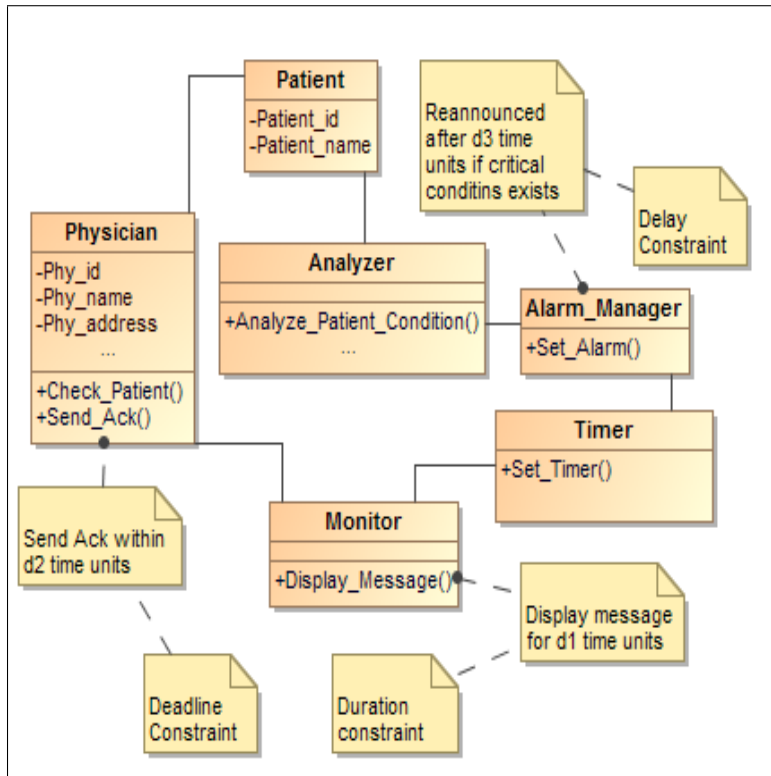 Patient
-Patient_id
-Patient_name
Reannounced
after d3 time
units if critical
conditins exists
Delay
Constraint
Physician
-Phy_id
-Phy_name
-Phy_address
...
+Check_Patient()
+Send_Ack()
Analyzer
+Analyze_Patient_Condition()
...
Alarm_Manager
+Set_Alarm()
Timer
+Set_Timer()
Monitor
+Display_Message()
Send Ack within
d2 time units
Display message
for d1 time units
Deadline
Constraint
Duration
constraint